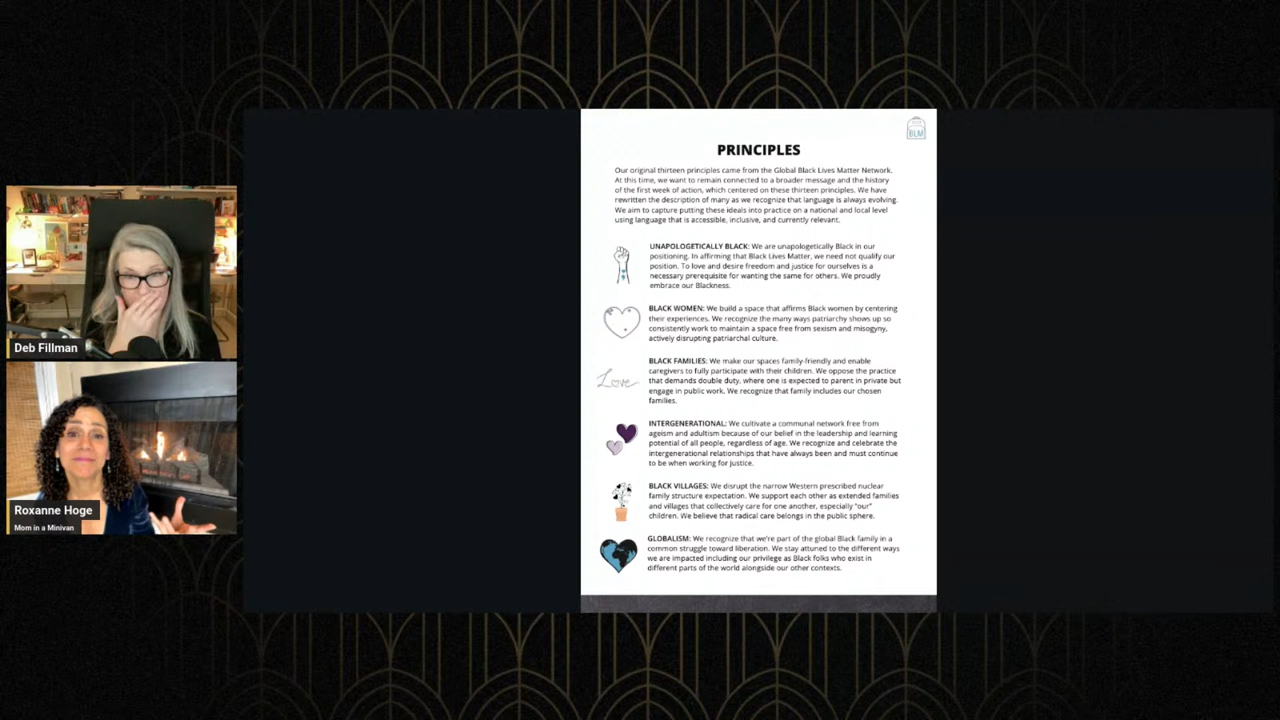 BLM
PRINCIPLES
Our original thirteen principles came from the Global Black Lives Matter Network.
At this time, we want to remain connected to a broader message and the history
of the first week of action, which centered on these thirteen principles. We have
rewritten the description of many as we recognize that language is always evolving.
We aim to capture putting these ideals into practice on a national and local level
using language that is accessible, inclusive, and currently relevant.
UNAPOLOGETICALLY BLACK: We are unapologetically Black in our
positioning. In affirming that Black Lives Matter, we need not qualify our
position. To love and desire freedom and justice for ourselves is a
necessary prerequisite for wanting the same for others. We proudly
embrace our Blackness.
BLACK WOMEN: We build a space that affirms Black women by centering
their experiences. We recognize the many ways patriarchy shows up so
consistently work to maintain a space free from sexism and misogyny,
actively disrupting patriarchal culture.
BLACK FAMILIES: We make our spaces family-friendly and enable
caregivers to fully participate with their children. We oppose the practice
that demands double duty, where one is expected to parent in private but
engage in public work. We recognize that family includes our chosen
families.
Love
INTERGENERATIONAL: We cultivate a communal network free from
ageism and adultism because of our belief in the leadership and learning
potential of all people, regardless of age. We recognize and celebrate the
intergenerational relationships that have always been and must continue
to be when working for justice.
BLACK VILLAGES: We disrupt the narrow Western prescribed nuclear
family structure expectation. We support each other as extended families
and villages that collectively care for one another, especially "our"
children. We believe that radical care belongs in the public sphere.
GLOBALISM: We recognize that we're part of the global Black family in a
common struggle toward liberation. We stay attuned to the different ways
we are impacted including our privilege as Black folks who exist in
different parts of the world alongside our other contexts.
Deb Fillman
Roxanne Hoge
Mom in a Minivan